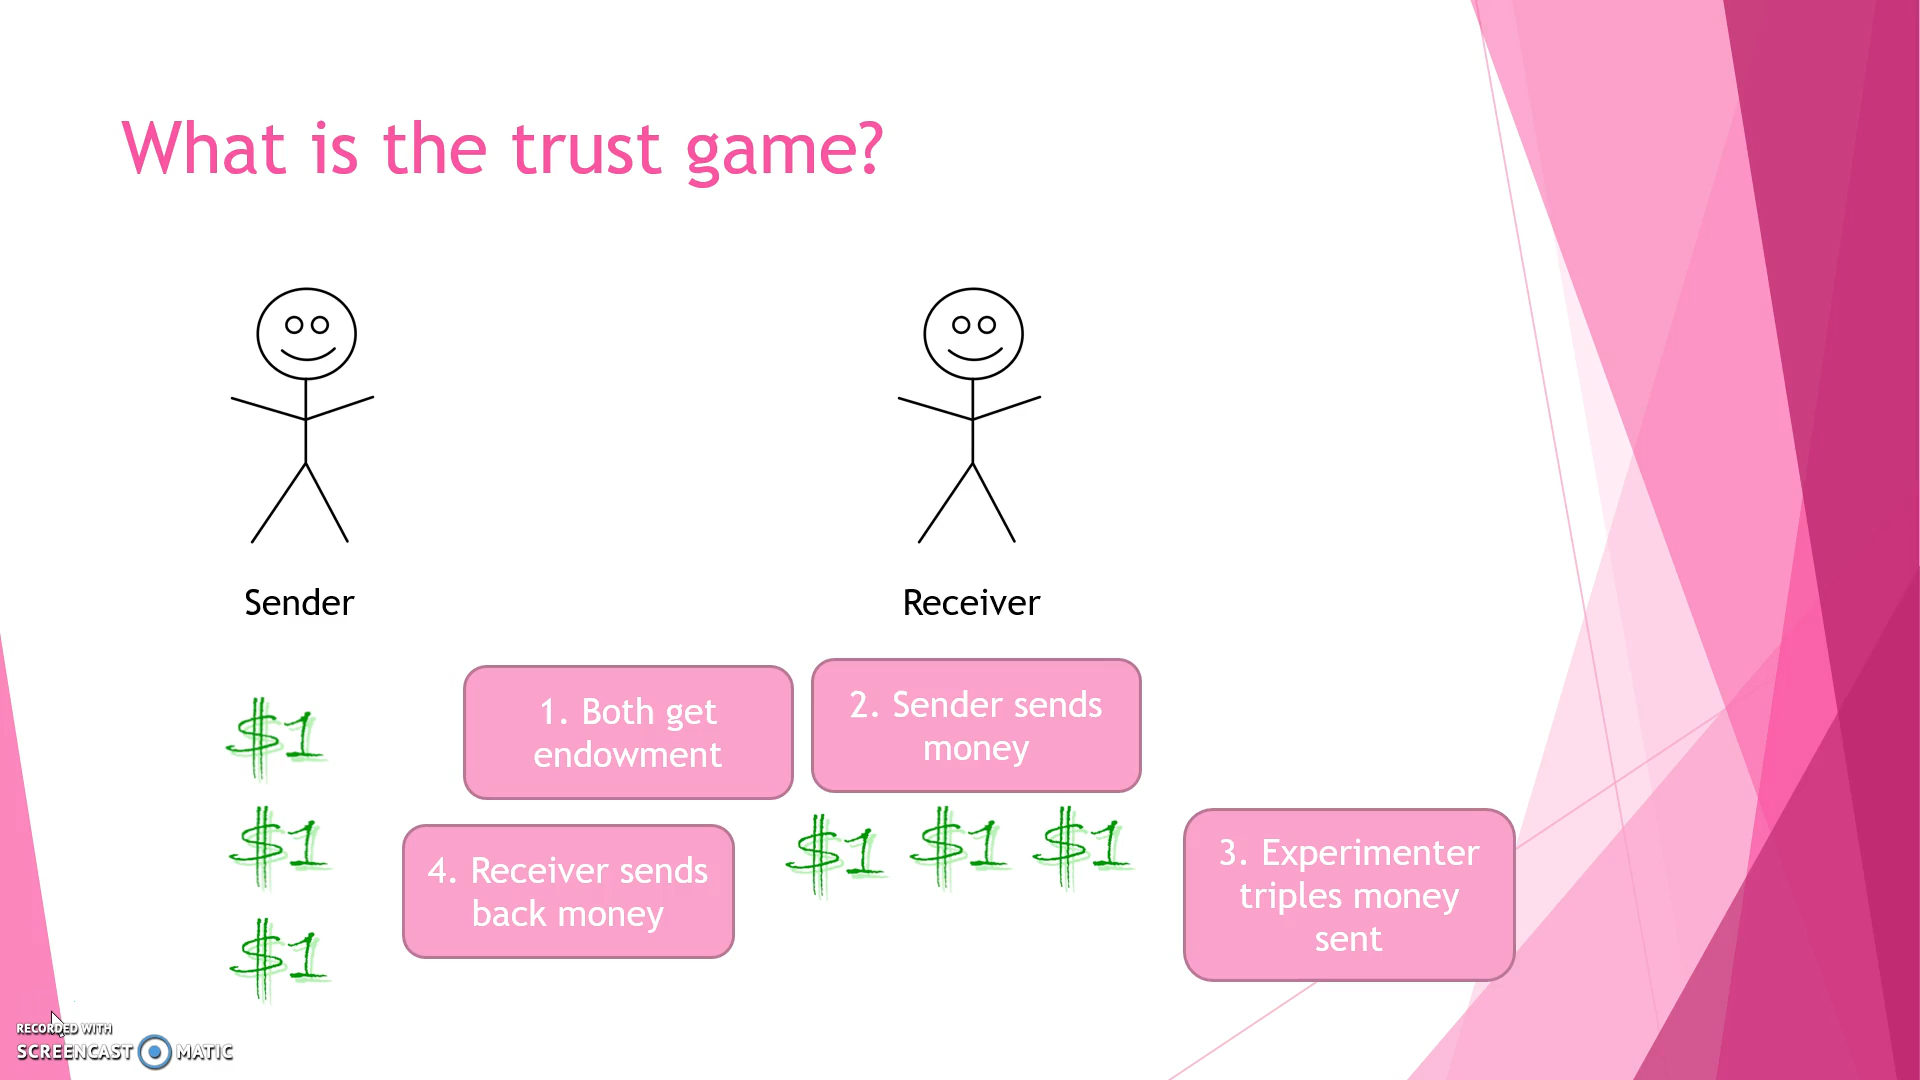 What is the trust game?
Sender
Receiver
1. Both get
endowment
2. Sender sends
money
$1
$1
$1
4. Receiver sends
back money
$1 $1 $1
3. Experimenter
triples money
sent
RECORDED WITH
SCREENCAST MATIC